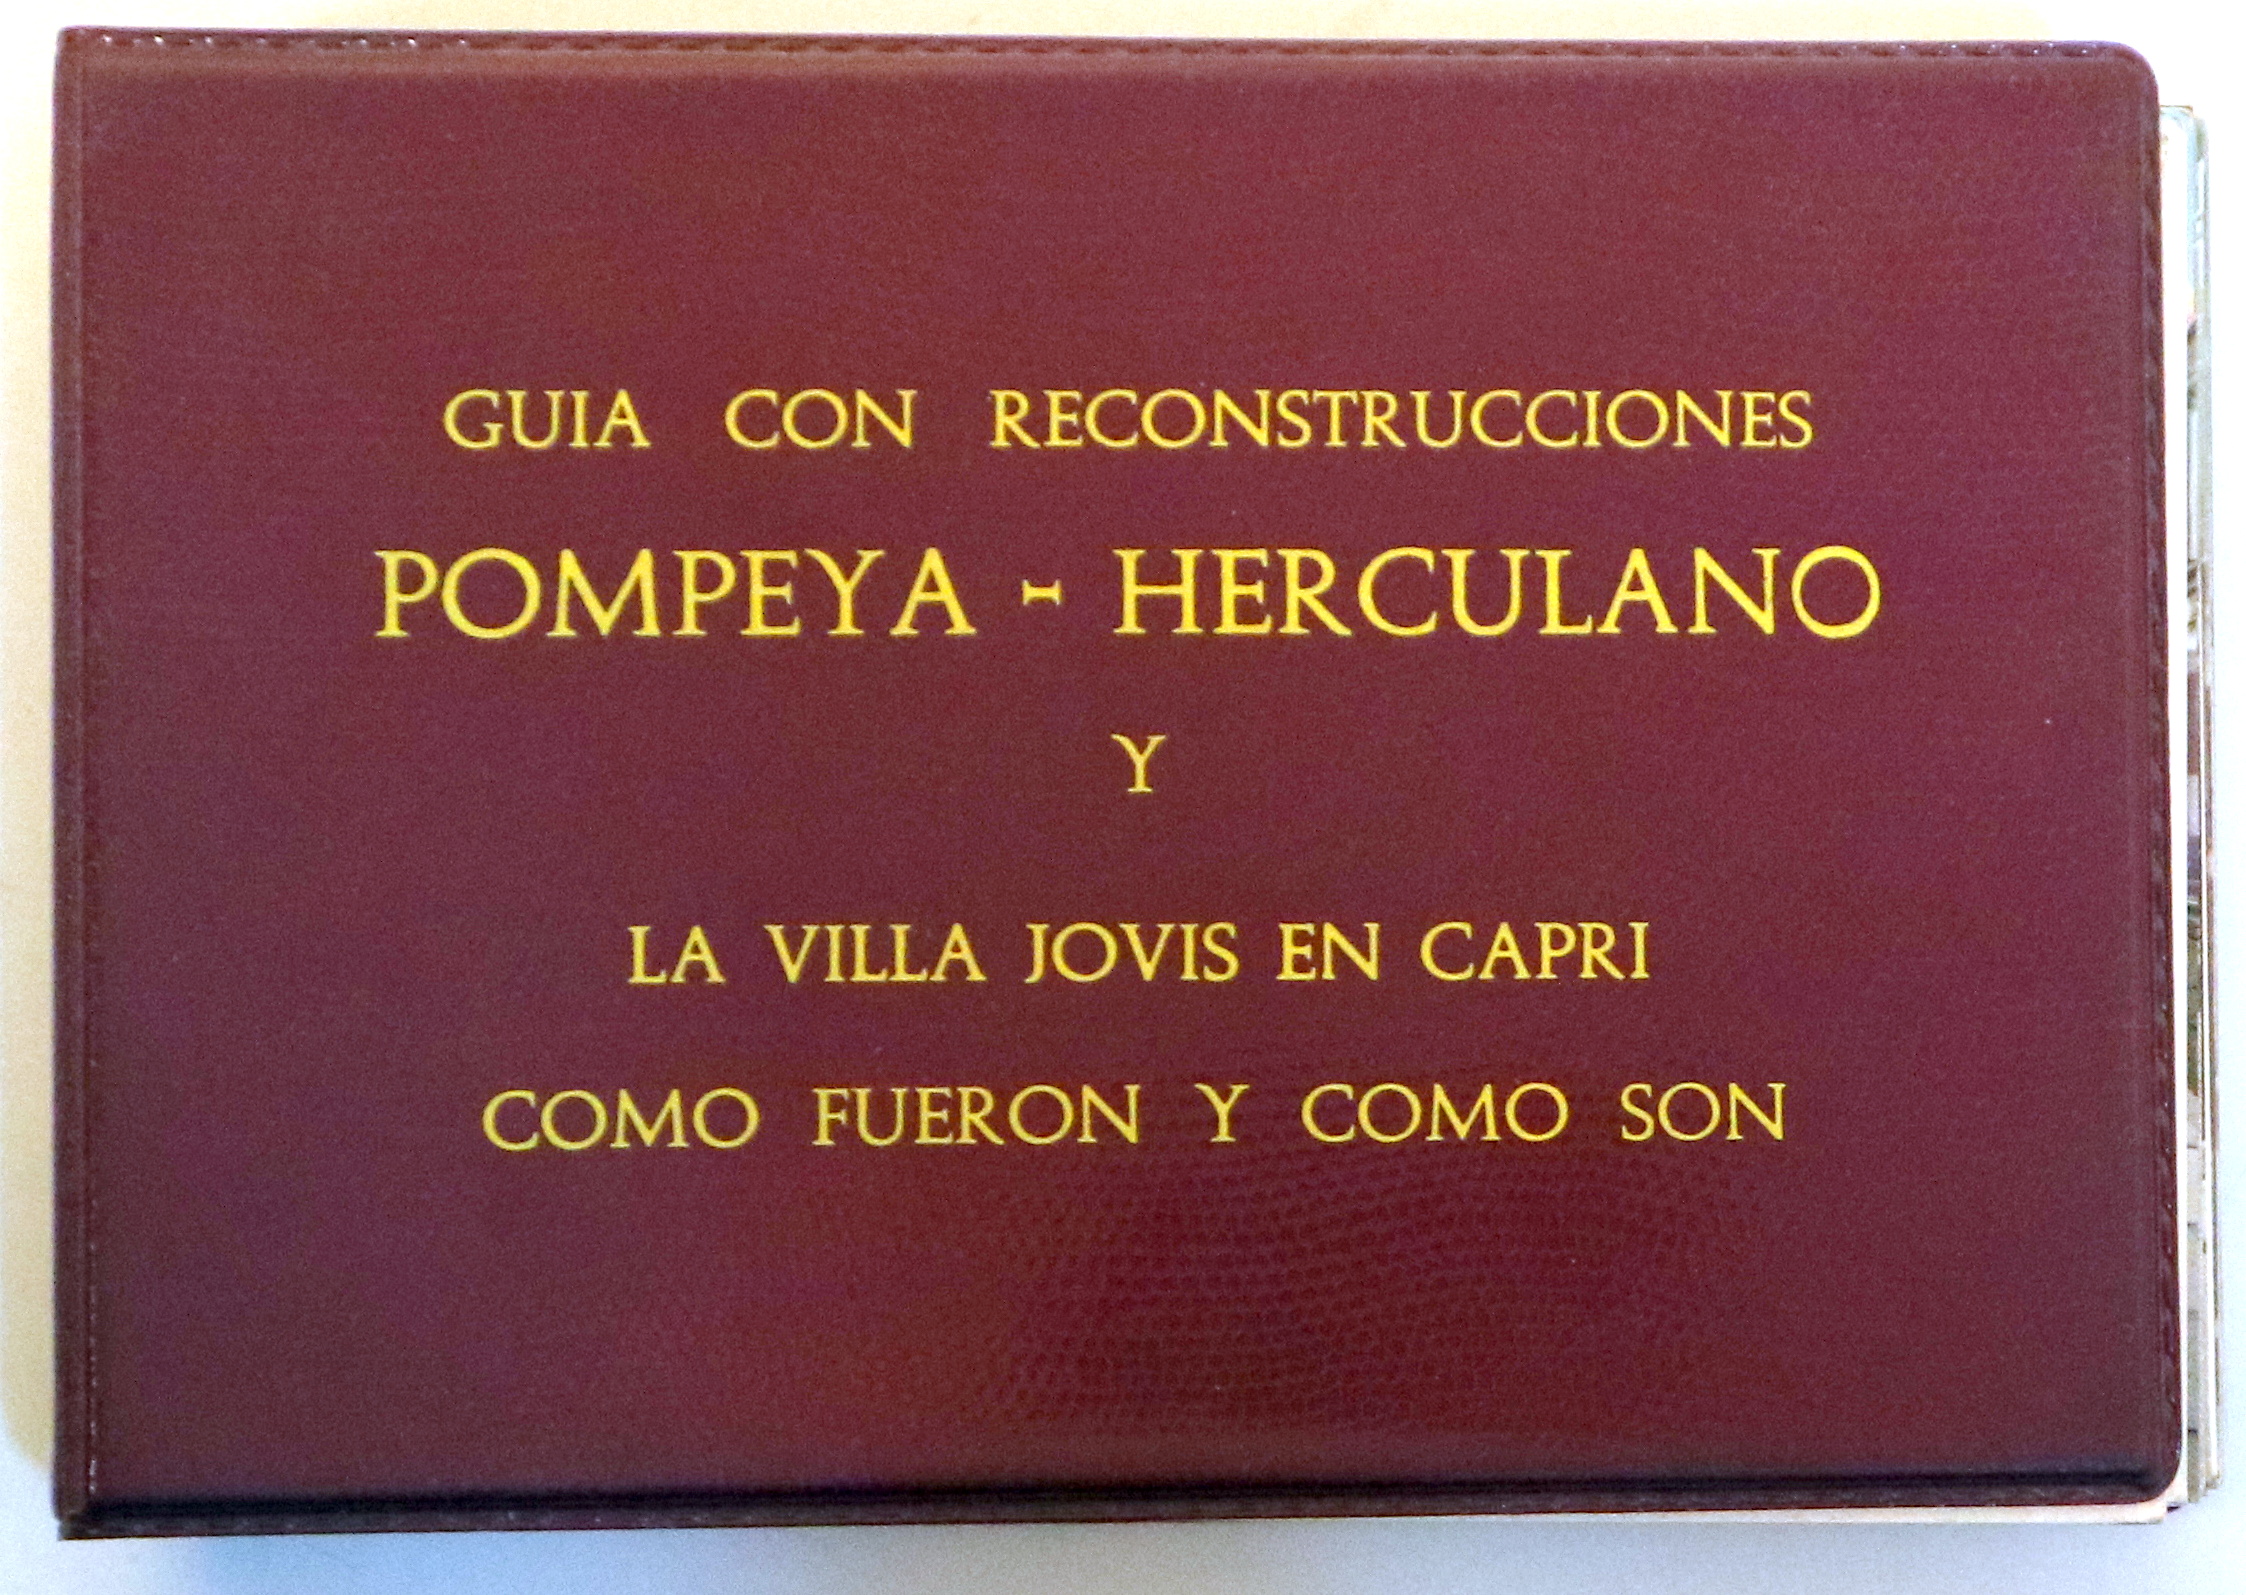 GUIA CON RECONSTRUCCIONES
POMPEYA - HERCULANO
Y
LA VILLA JOVIS EN CAPRI
COMO FUERON Y COMO SON